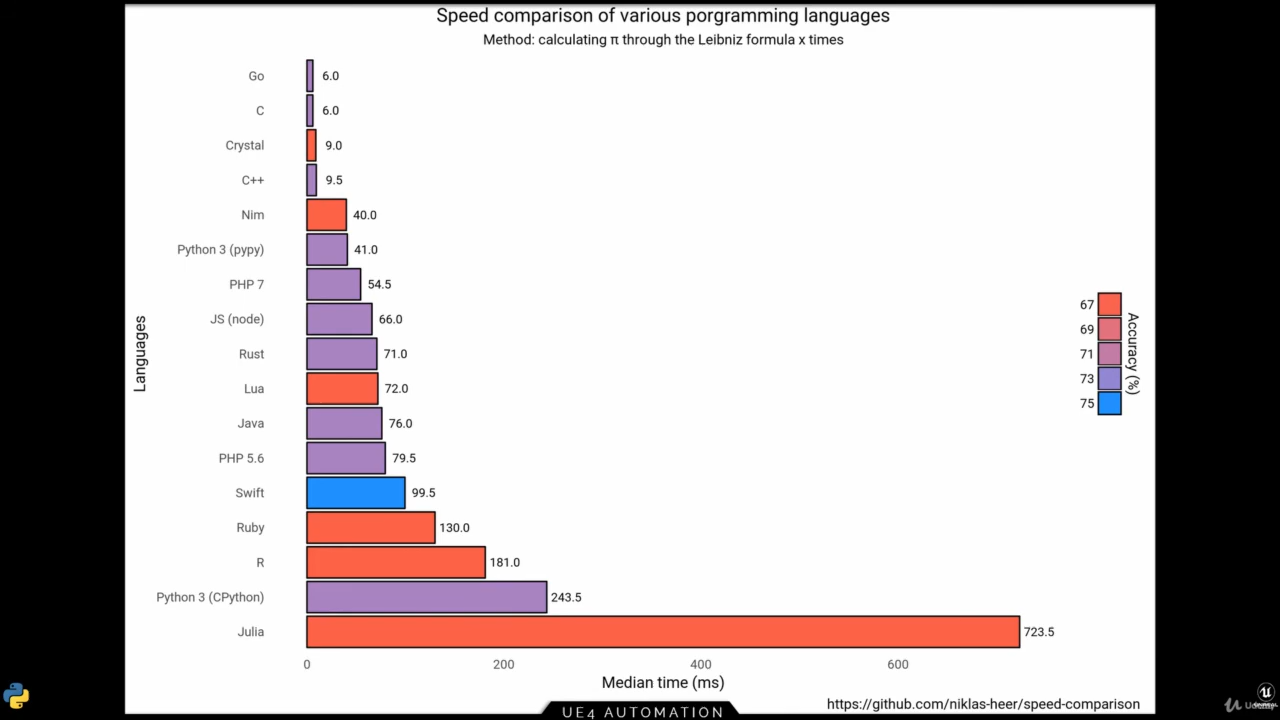 Speed comparison of various porgramming languages
Method: calculating π through the Leibniz formula x times
Go 6.0
C 6.0
Crystal 9.0
C++ 9.5
Nim 40.0
Python 3 (pypy) 41.0
PHP 7 54.5
JS (node) 66.0
Rust 71.0
Lua 72.0
Java 76.0
PHP 5.6 79.5
Swift 99.5
Ruby 130.0
R 181.0
Python 3 (CPython) 243.5
Julia 723.5
Languages
67
69
71
73
75
Accuracy (%)
0 200 400 600
Median time (ms)
https://github.com/niklas-heer/speed-comparison
UE4 AUTOMATION